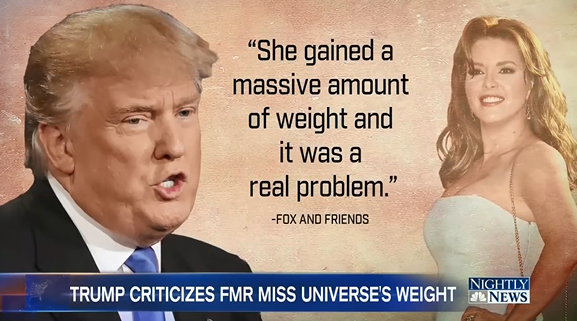 “She gained a
massive amount
of weight and
it was a
real problem.”
-FOX AND FRIENDS
TRUMP CRITICIZES FMR MISS UNIVERSE'S WEIGHT
NIGHTLY
NEWS